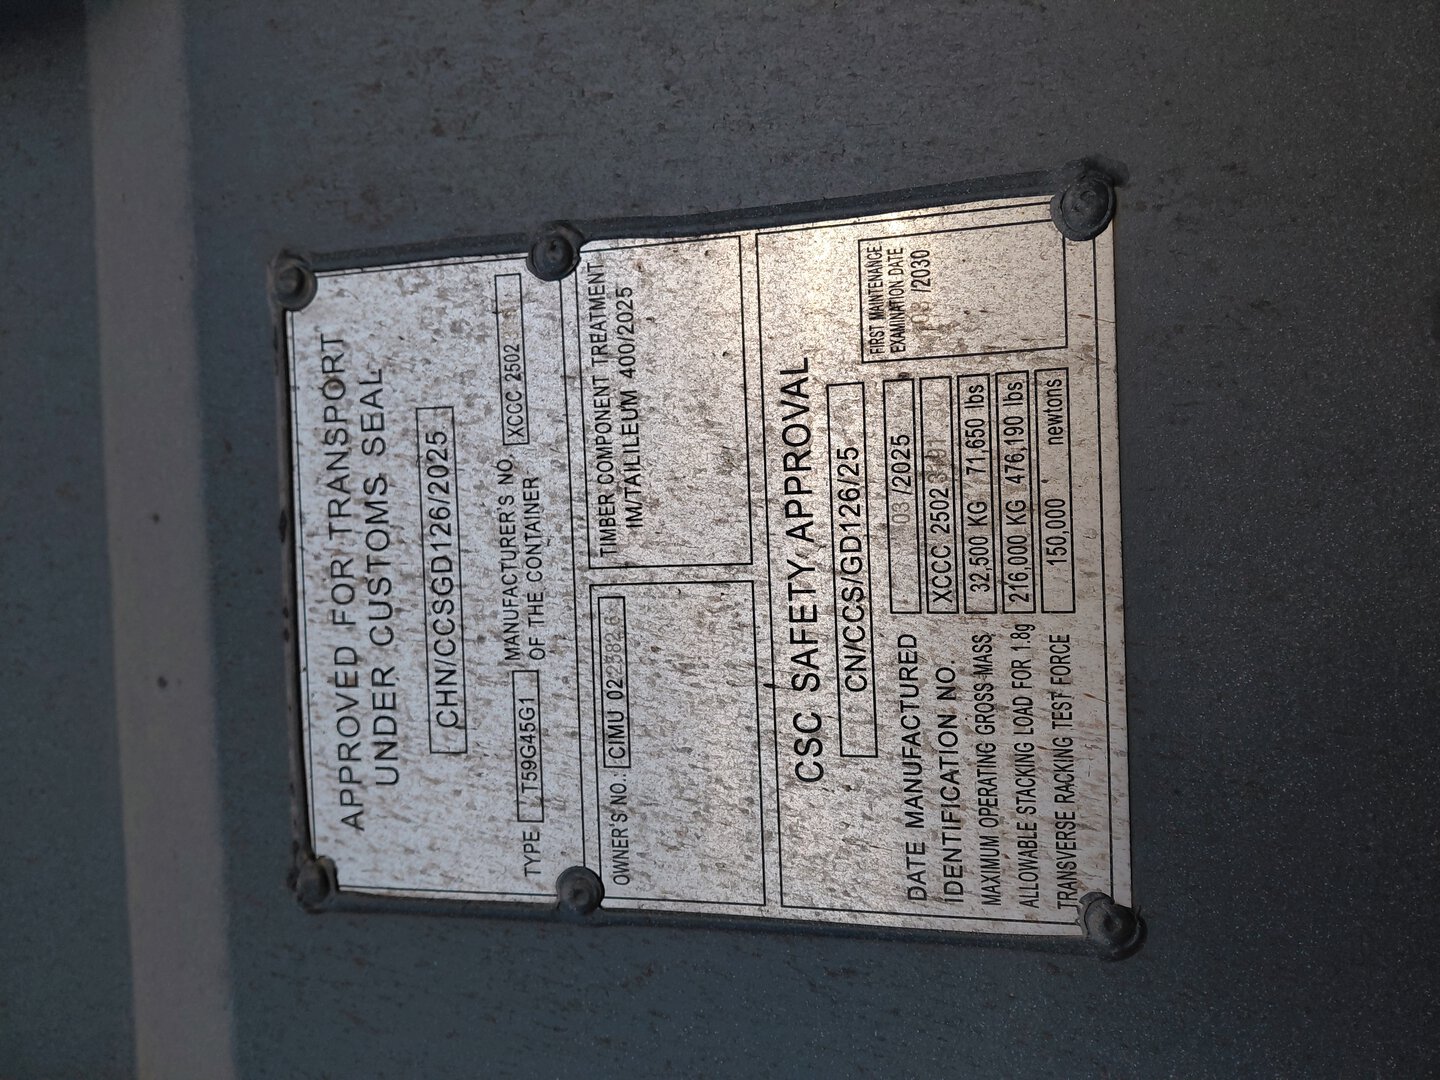 APPROVED FOR TRANSPORT
UNDER CUSTOMS SEAL
CHN/CCSGD126/2025
TYPE T59G45G1 MANUFACTURER'S NO. OF THE CONTAINER XCCC 2502
OWNER'S NO.: CIMU 02
TIMBER COMPONENT TREATMENT
IM/TAILILEUM 400/2025
CSC SAFETY APPROVAL
CN/CCS/GD126/25
DATE MANUFACTURED 03 /2025
IDENTIFICATION NO. XCCC 2502
MAXIMUM OPERATING GROSS MASS 32,500 KG 71,650 lbs
ALLOWABLE STACKING LOAD FOR 1.8g 216,000 KG 476,190 lbs
TRANSVERSE RACKING TEST FORCE 150,000 newtons
FIRST MAINTENANCE
EXAMINATION DATE
/2030